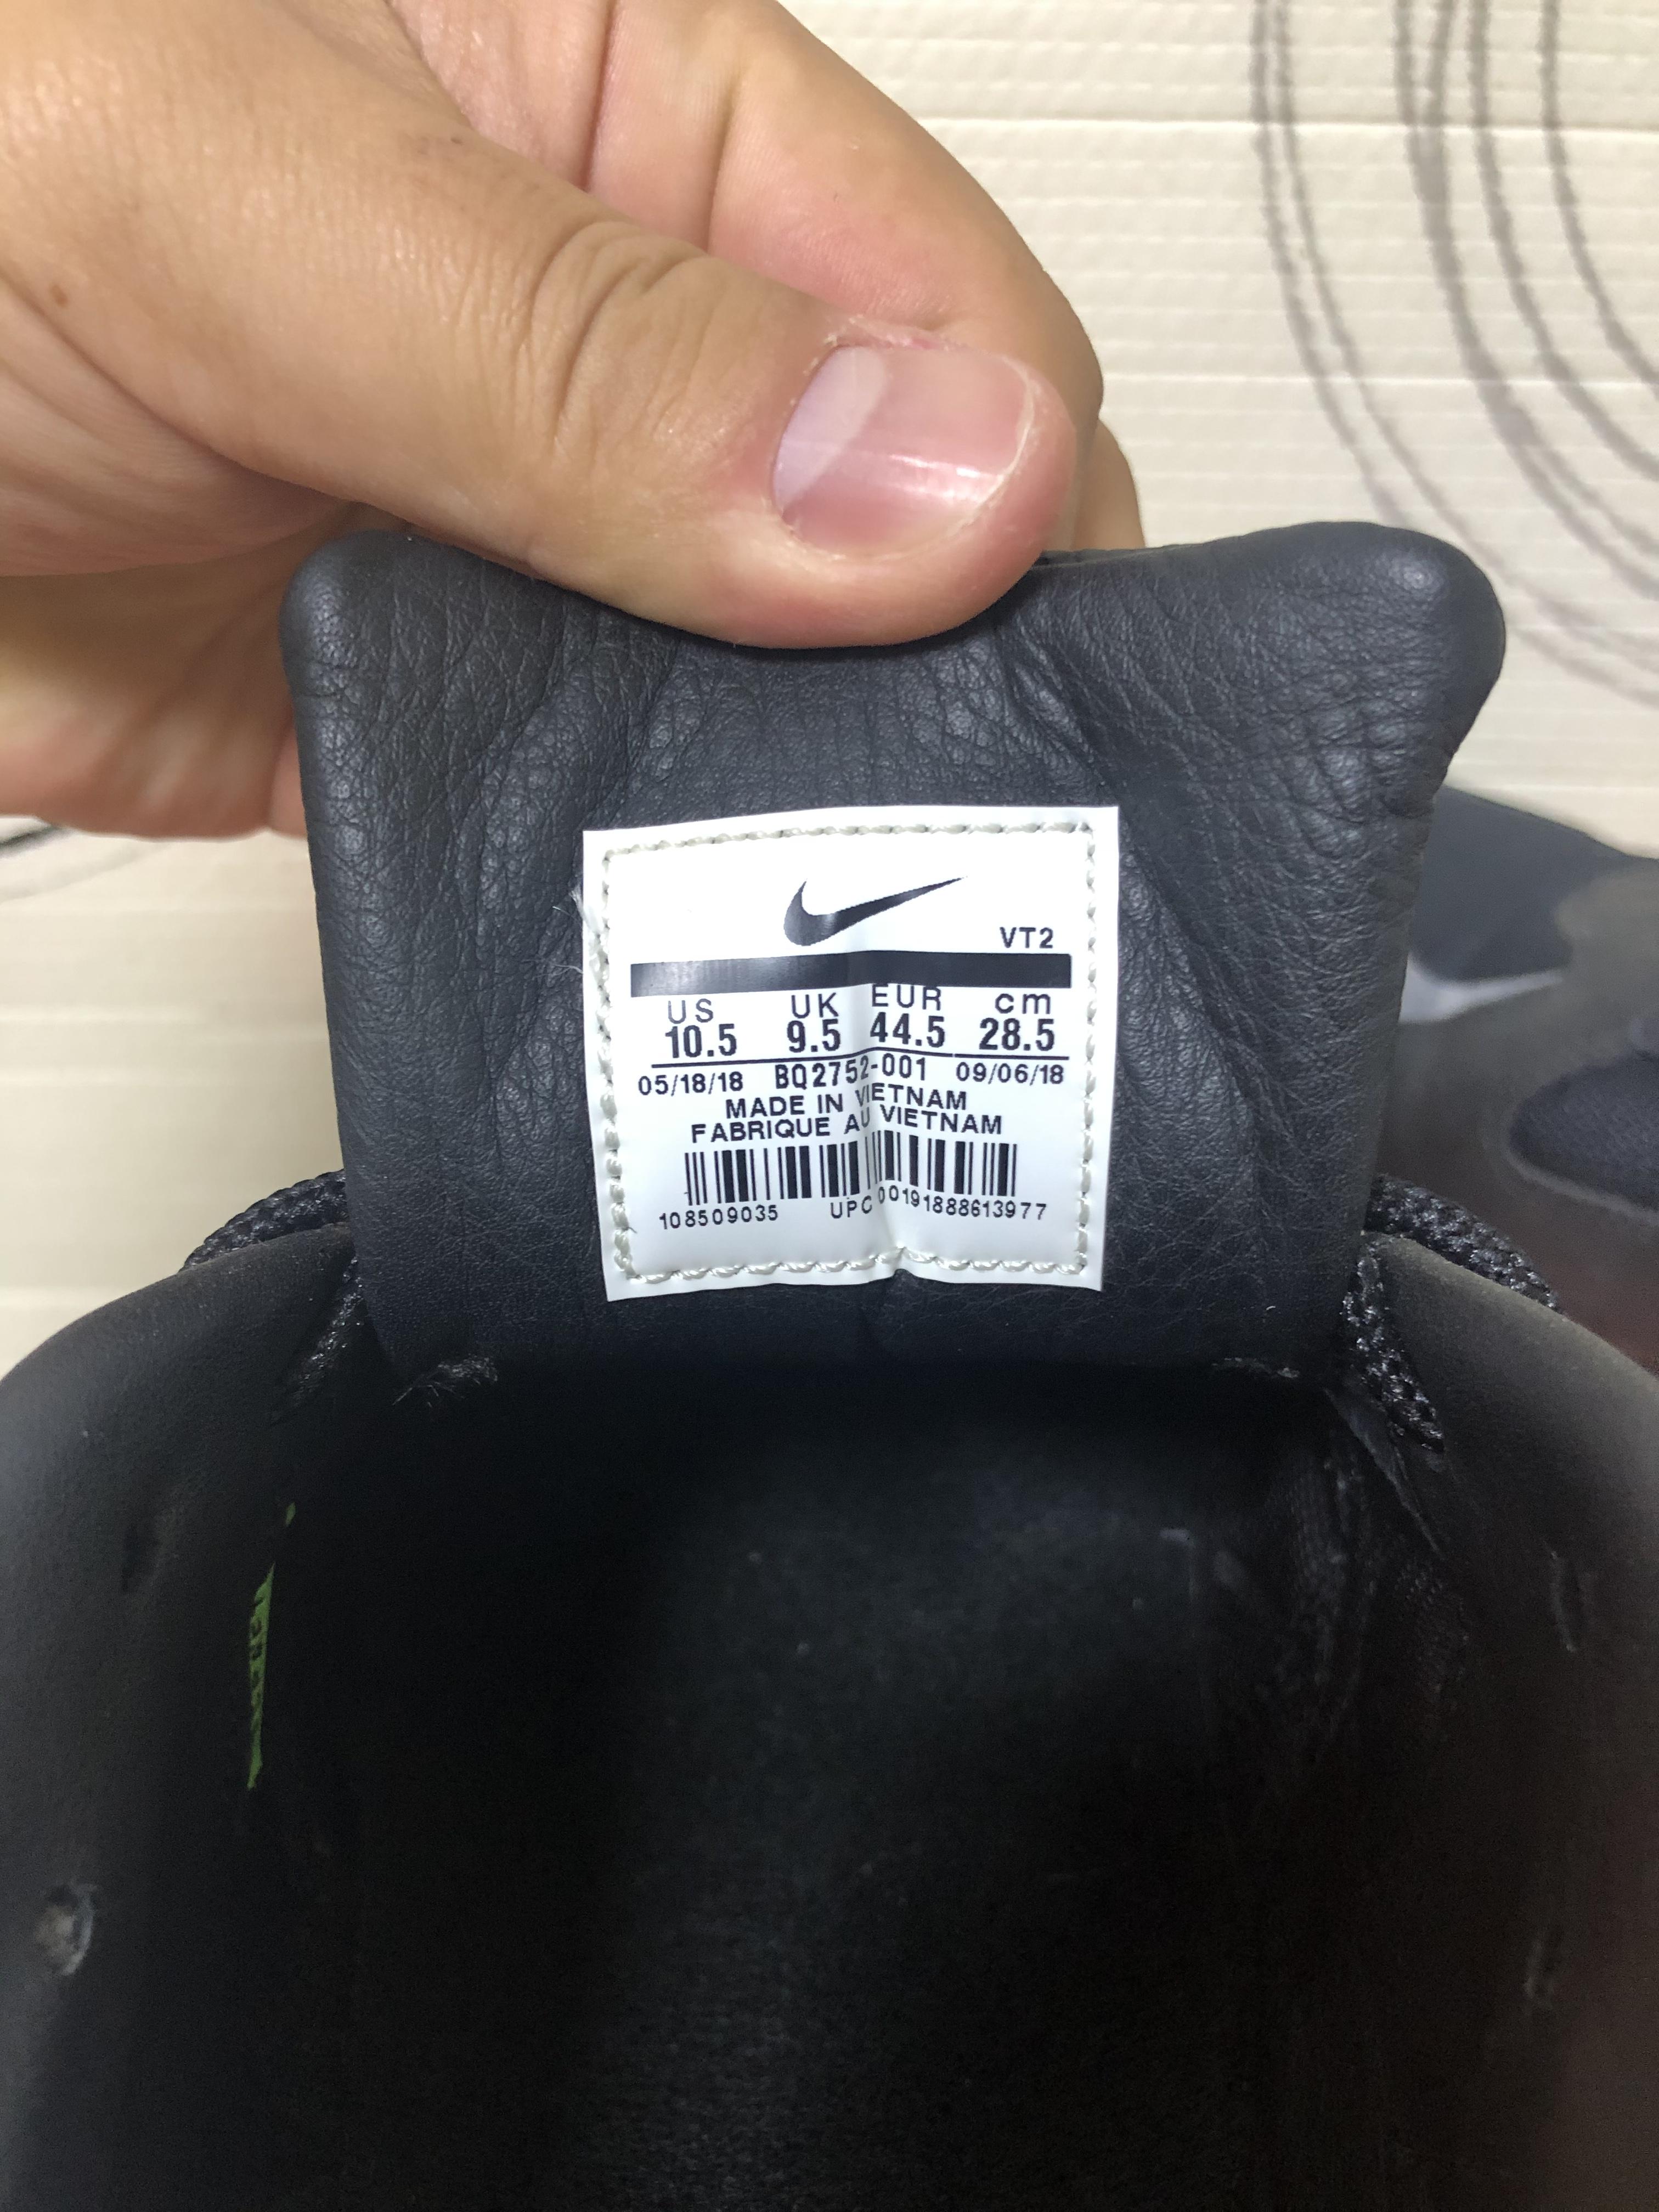 VT2
US UK EUR cm
10.5 9.5 44.5 28.5
05/18/18 BQ2752-001 09/06/18
MADE IN VIETNAM
FABRIQUE AU VIETNAM
108509035 UPC 00191888613977